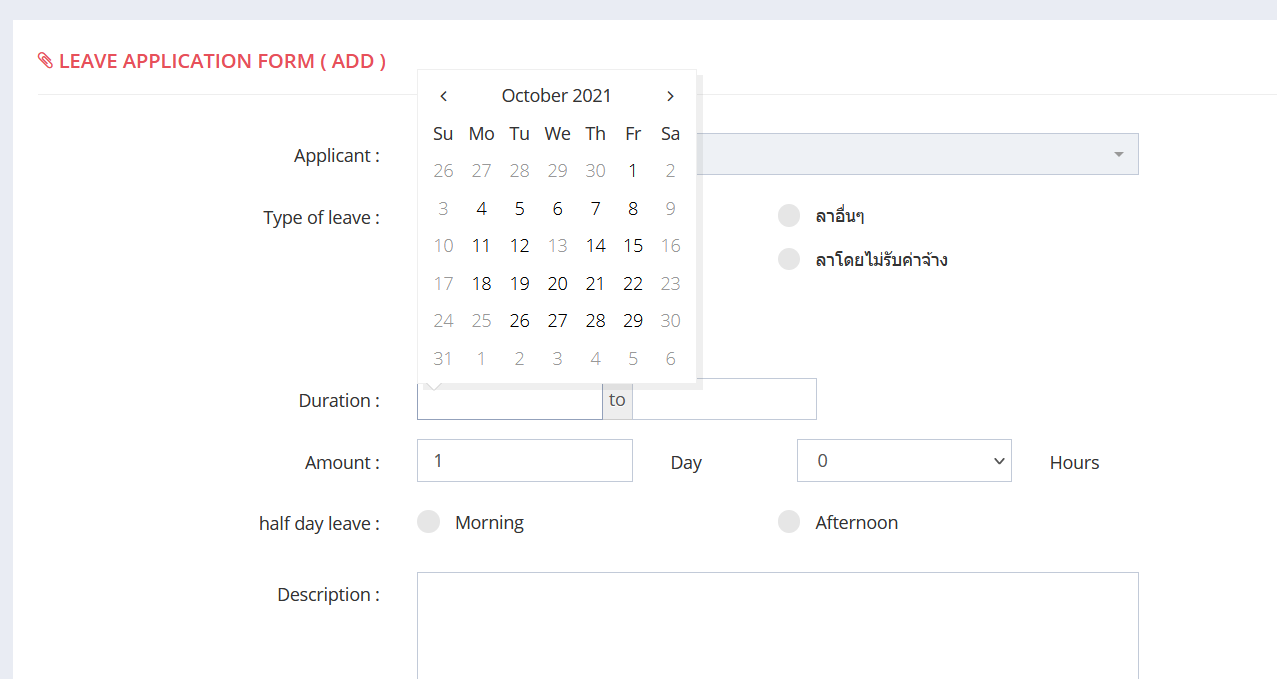 LEAVE APPLICATION FORM ( ADD )
October 2021
Su Mo Tu We Th Fr Sa
26 27 28 29 30 1 2
3 4 5 6 7 8 9
10 11 12 13 14 15 16
17 18 19 20 21 22 23
24 25 26 27 28 29 30
31 1 2 3 4 5 6
Applicant :
Type of leave :
ลาอื่นๆ
ลาโดยไม่รับค่าจ้าง
Duration :
to
Amount :
1
Day
0
Hours
half day leave :
Morning
Afternoon
Description :